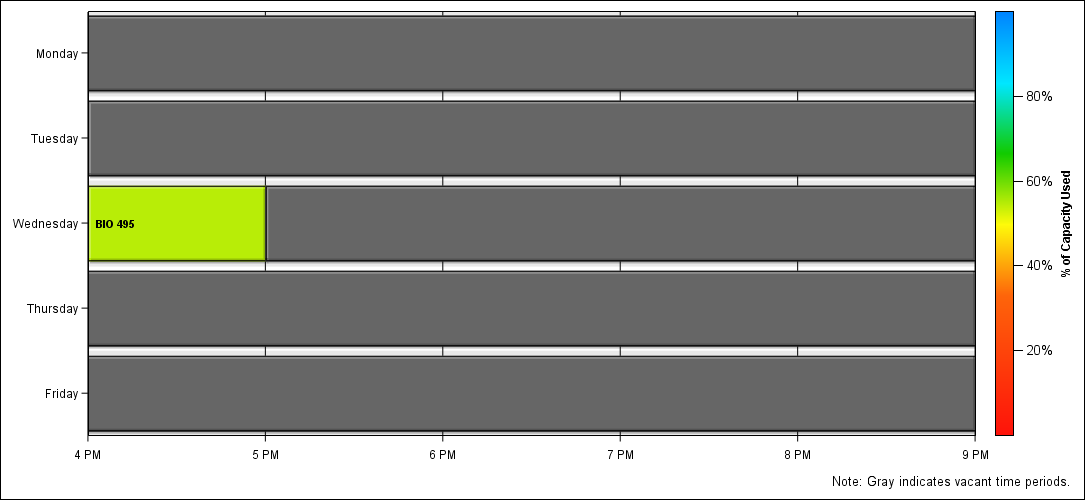 Monday
Tuesday
Wednesday
Thursday
Friday
BIO 495
4 PM 5 PM 6 PM 7 PM 8 PM 9 PM
80%
60%
40%
20%
% of Capacity Used
Note: Gray indicates vacant time periods.